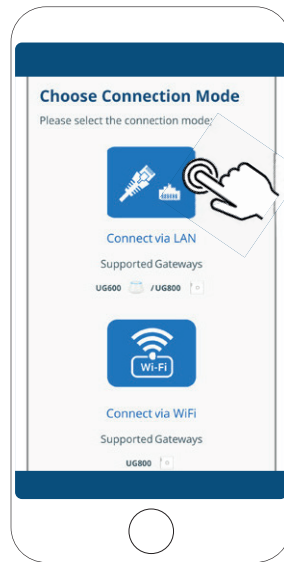 Choose Connection Mode
Please select the connection mode:
Connect via LAN
Supported Gateways
UG600 / UG800
Wi-Fi
Connect via WiFi
Supported Gateways
UG800